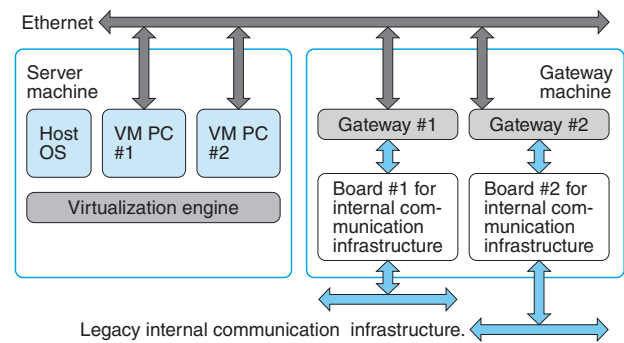 Ethernet
Server
machine
Host
OS
VM PC
#1
VM PC
#2
Virtualization engine
Gateway
machine
Gateway #1
Gateway #2
Board #1 for
internal com-
munication
infrastructure
Board #2 for
internal com-
munication
infrastructure
Legacy internal communication infrastructure.